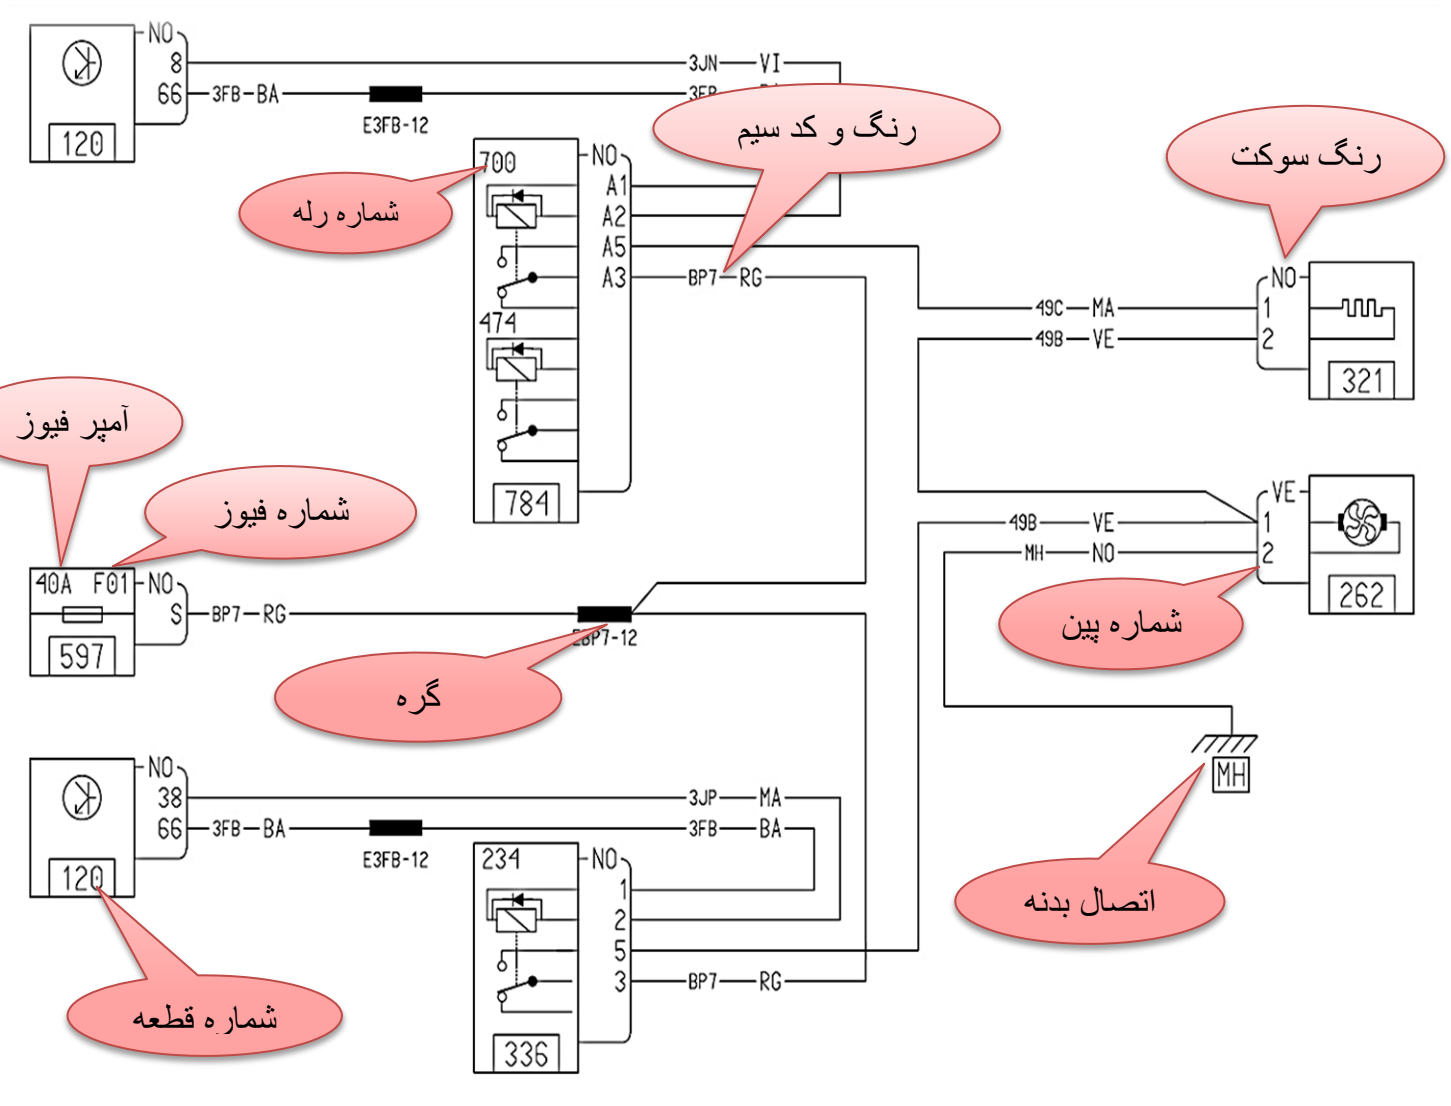 NO
8 3JN VI
66 3FB BA 3FB
E3FB-12
120
رنگ و کد سیم
رنگ سوکت
شماره رله
700 NO
A1
A2
A5
A3 BP7 RG
474
784
NO
1 49C MA
2 49B VE
321
آمپر فیوز
شماره فیوز
40A F01 NO
S BP7 RG
597
EBP7-12
گره
VE
1 49B VE
2 MH NO
262
شماره پین
MH
اتصال بدنه
NO
38 3JP MA
66 3FB BA 3FB BA
E3FB-12
120
234 NO
1
2
5
3 BP7 RG
336
شماره قطعه